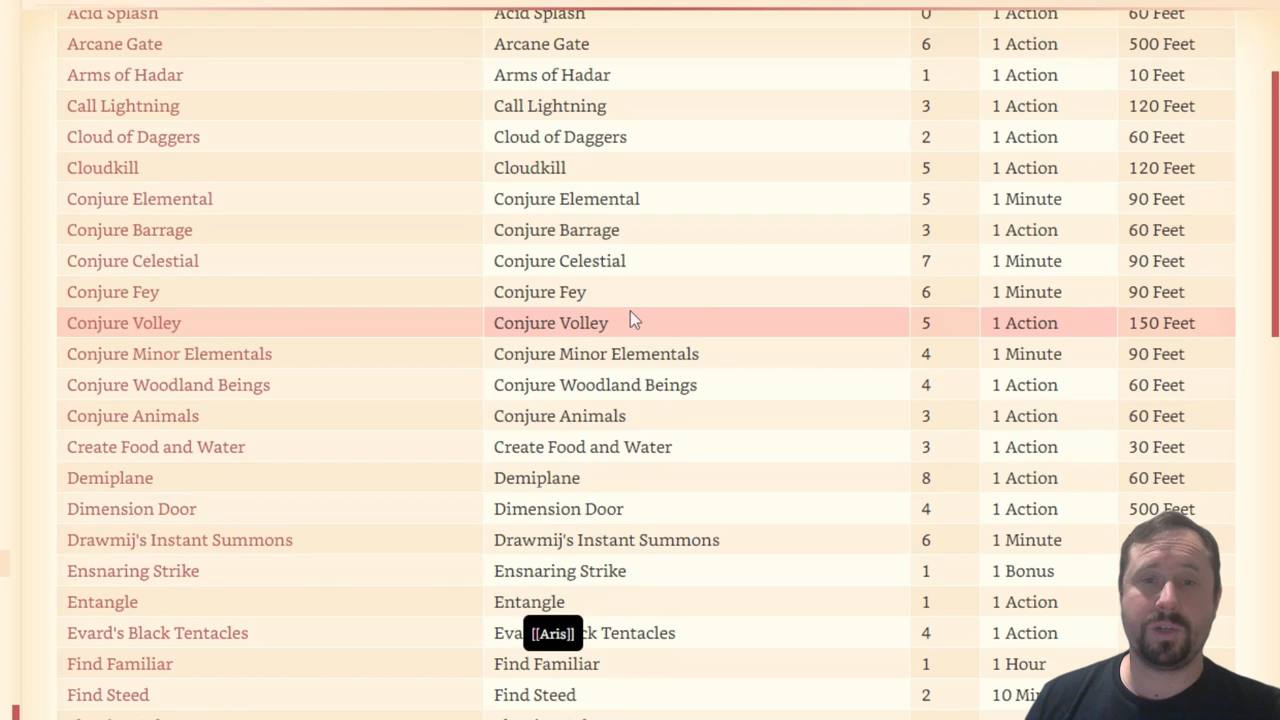 Acid Splash Acid Splash 0 1 Action 60 Feet
Arcane Gate Arcane Gate 6 1 Action 500 Feet
Arms of Hadar Arms of Hadar 1 1 Action 10 Feet
Call Lightning Call Lightning 3 1 Action 120 Feet
Cloud of Daggers Cloud of Daggers 2 1 Action 60 Feet
Cloudkill Cloudkill 5 1 Action 120 Feet
Conjure Elemental Conjure Elemental 5 1 Minute 90 Feet
Conjure Barrage Conjure Barrage 3 1 Action 60 Feet
Conjure Celestial Conjure Celestial 7 1 Minute 90 Feet
Conjure Fey Conjure Fey 6 1 Minute 90 Feet
Conjure Volley Conjure Volley 5 1 Action 150 Feet
Conjure Minor Elementals Conjure Minor Elementals 4 1 Minute 90 Feet
Conjure Woodland Beings Conjure Woodland Beings 4 1 Action 60 Feet
Conjure Animals Conjure Animals 3 1 Action 60 Feet
Create Food and Water Create Food and Water 3 1 Action 30 Feet
Demiplane Demiplane 8 1 Action 60 Feet
Dimension Door Dimension Door 4 1 Action 500 Feet
Drawmij's Instant Summons Drawmij's Instant Summons 6 1 Minute
Ensnaring Strike Ensnaring Strike 1 1 Bonus
Entangle Entangle 1 1 Action
Evard's Black Tentacles [[Aris]] Tentacles 4 1 Action
Find Familiar Find Familiar 1 1 Hour
Find Steed Find Steed 2 10